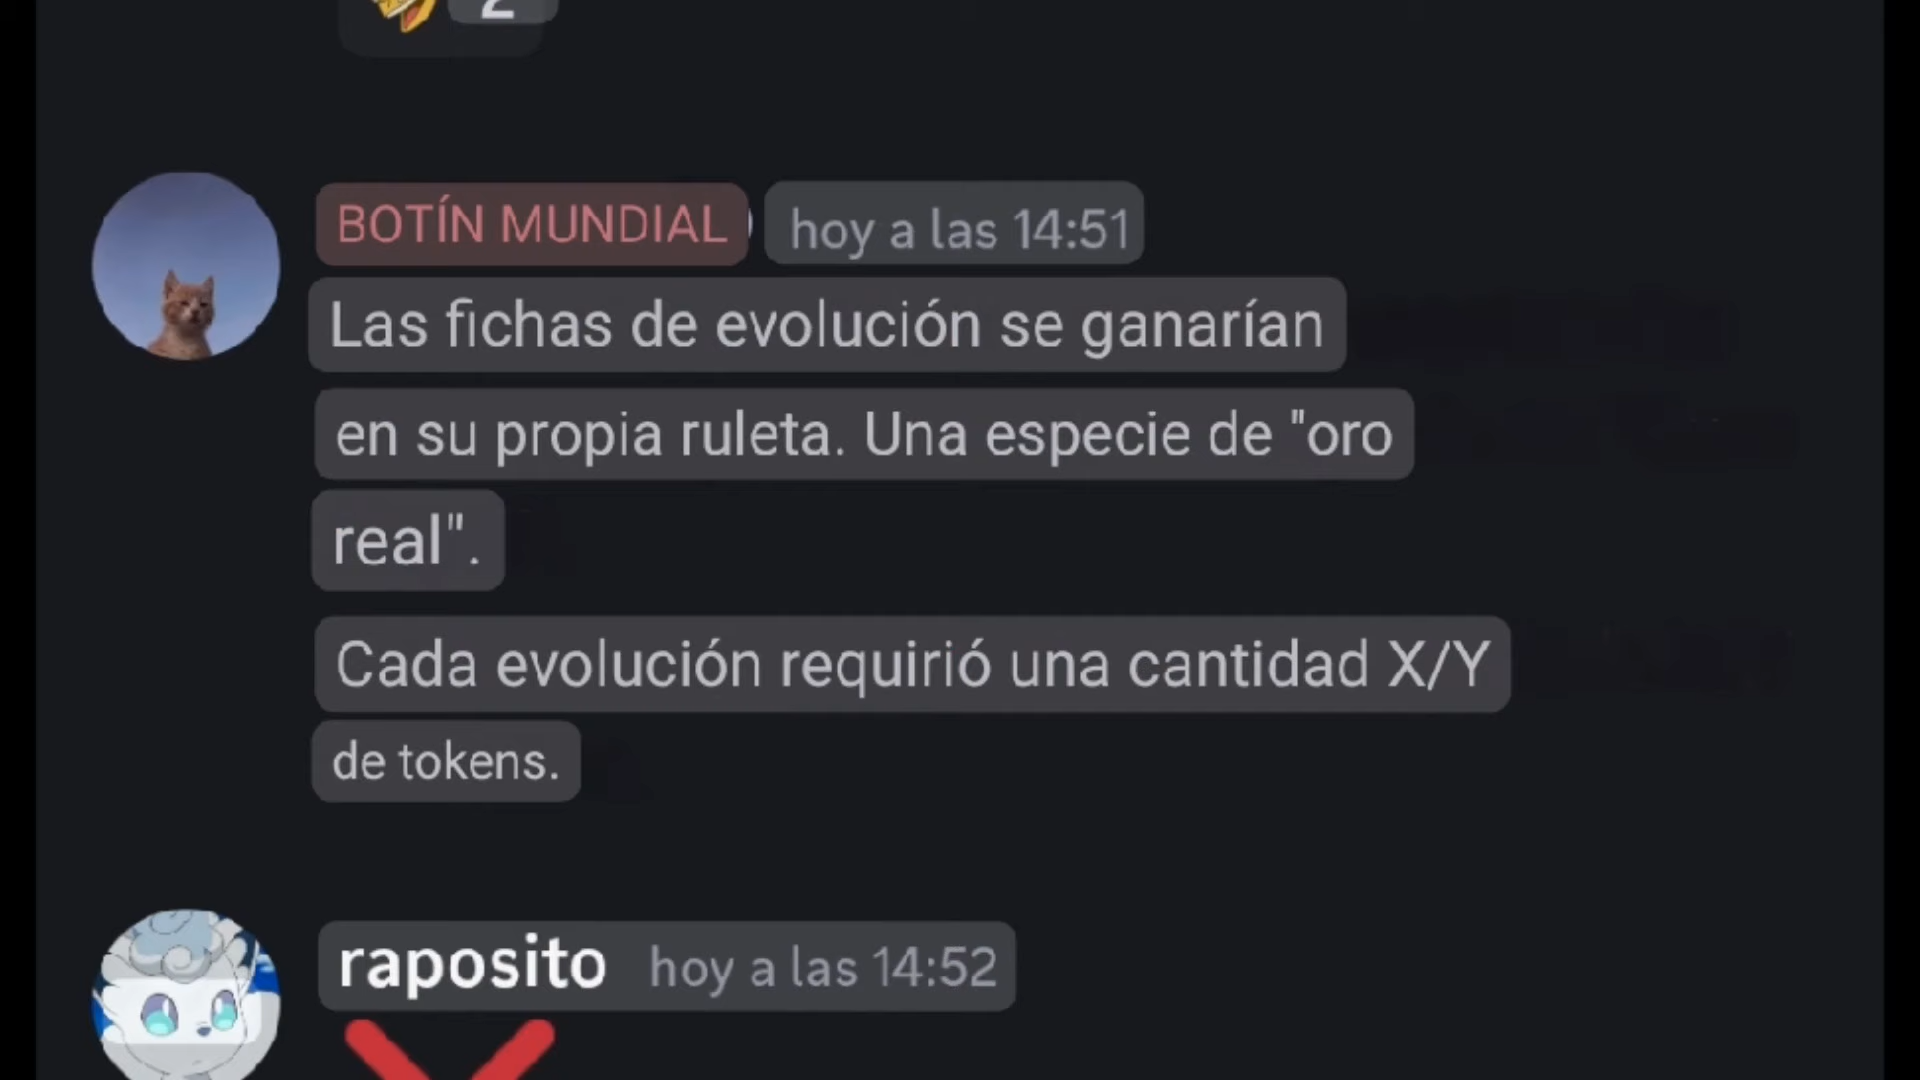 2
BOTÍN MUNDIAL hoy a las 14:51
Las fichas de evolución se ganarían
en su propia ruleta. Una especie de "oro
real".
Cada evolución requirió una cantidad X/Y
de tokens.
raposito hoy a las 14:52